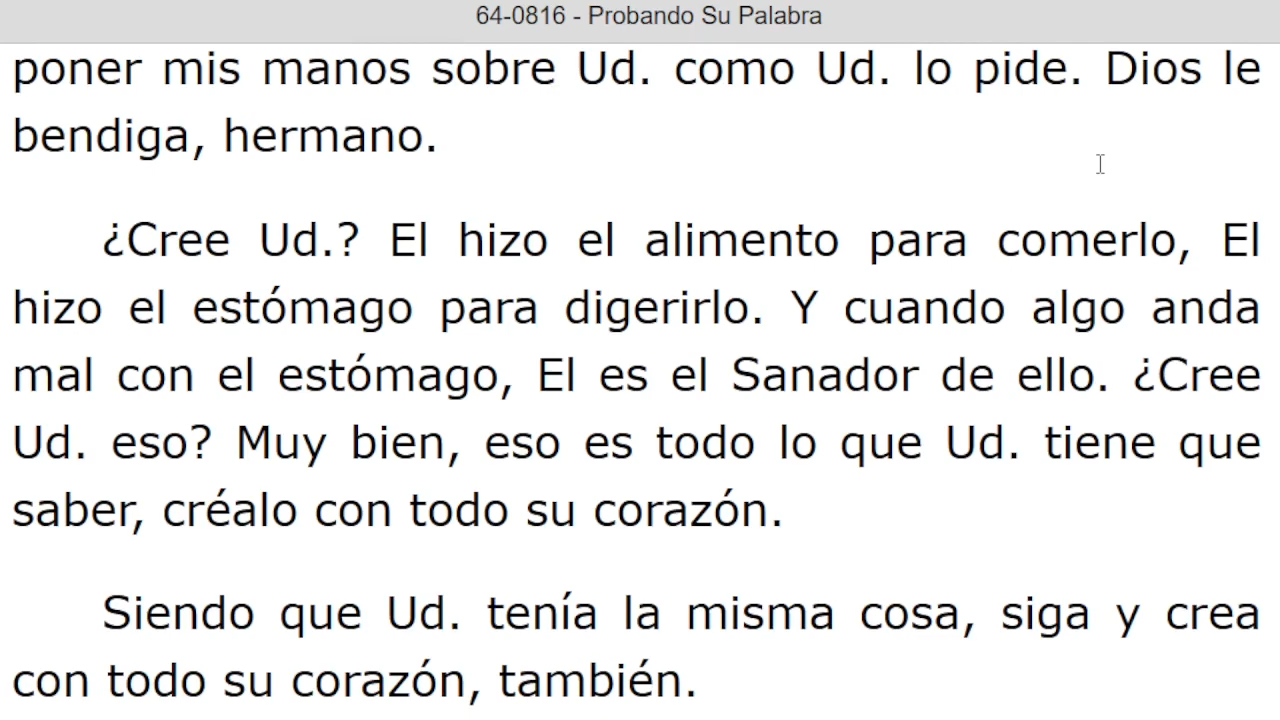 64-0816 - Probando Su Palabra
poner mis manos sobre Ud. como Ud. lo pide. Dios le
bendiga, hermano.
¿Cree Ud.? El hizo el alimento para comerlo, El
hizo el estómago para digerirlo. Y cuando algo anda
mal con el estómago, El es el Sanador de ello. ¿Cree
Ud. eso? Muy bien, eso es todo lo que Ud. tiene que
saber, créalo con todo su corazón.
Siendo que Ud. tenía la misma cosa, siga y crea
con todo su corazón, también.